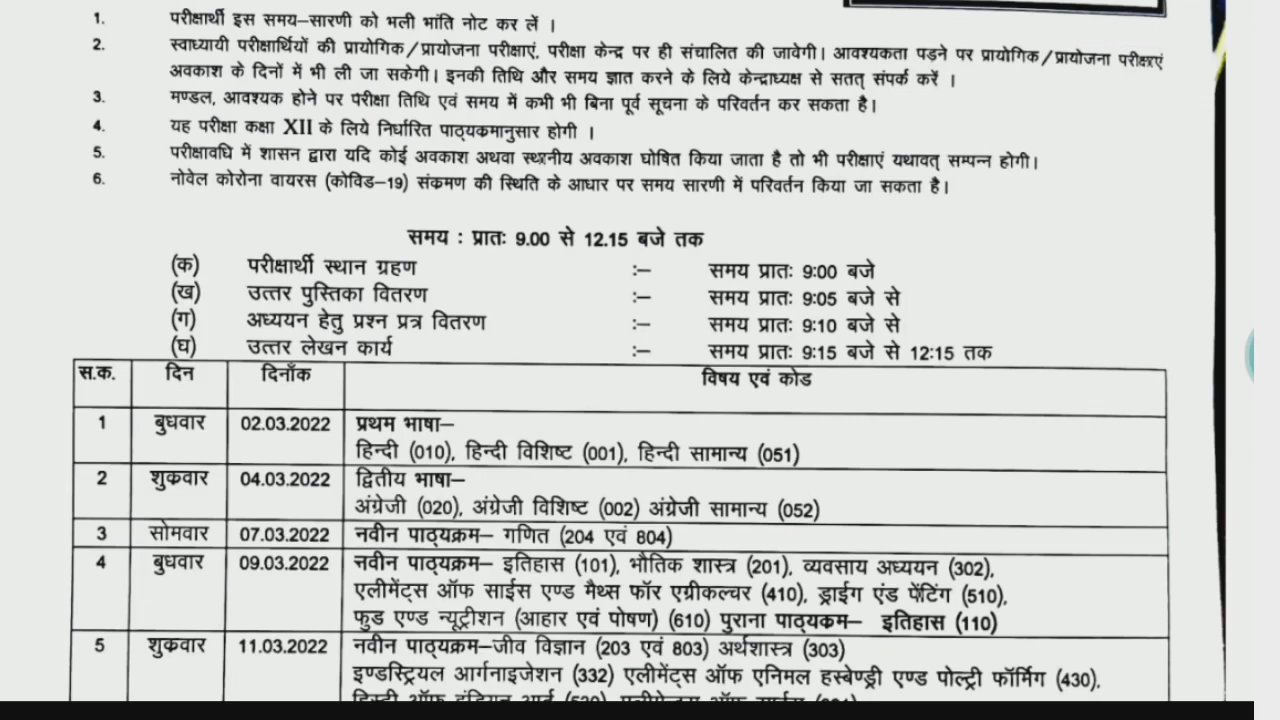 1. परीक्षार्थी इस समय–सारणी को भली भांति नोट कर लें ।
2. स्वाध्यायी परीक्षार्थियों की प्रायोगिक/प्रायोजना परीक्षाएं, परीक्षा केन्द्र पर ही संचालित की जावेगी। आवश्यकता पड़ने पर प्रायोगिक/प्रायोजना परीक्षाएं
अवकाश के दिनों में भी ली जा सकेगी। इनकी तिथि और समय ज्ञात करने के लिये केन्द्राध्यक्ष से सतत् संपर्क करें ।
3. मण्डल, आवश्यक होने पर परीक्षा तिथि एवं समय में कभी भी बिना पूर्व सूचना के परिवर्तन कर सकता है।
4. यह परीक्षा कक्षा XII के लिये निर्धारित पाठ्यकमानुसार होगी ।
5. परीक्षावधि में शासन द्वारा यदि कोई अवकाश अथवा स्थानीय अवकाश घोषित किया जाता है तो भी परीक्षाएं यथावत् सम्पन्न होगी।
6. नोवेल कोरोना वायरस (कोविड–19) संकमण की स्थिति के आधार पर समय सारणी में परिवर्तन किया जा सकता है।
समय : प्रातः 9.00 से 12.15 बजे तक
(क) परीक्षार्थी स्थान ग्रहण :– समय प्रातः 9:00 बजे
(ख) उत्तर पुस्तिका वितरण :– समय प्रातः 9:05 बजे से
(ग) अध्ययन हेतु प्रश्न प्रत्र वितरण :– समय प्रातः 9:10 बजे से
(घ) उत्तर लेखन कार्य :– समय प्रातः 9:15 बजे से 12:15 तक
स.क. दिन दिनाँक विषय एवं कोड
1 बुधवार 02.03.2022 प्रथम भाषा–
हिन्दी (010), हिन्दी विशिष्ट (001), हिन्दी सामान्य (051)
2 शुकवार 04.03.2022 द्वितीय भाषा–
अंग्रेजी (020), अंग्रेजी विशिष्ट (002) अंग्रेजी सामान्य (052)
3 सोमवार 07.03.2022 नवीन पाठ्यक्रम– गणित (204 एवं 804)
4 बुधवार 09.03.2022 नवीन पाठ्यक्रम– इतिहास (101), भौतिक शास्त्र (201), व्यवसाय अध्ययन (302),
एलीमेंट्स ऑफ साईस एण्ड मैथ्स फॉर एग्रीकल्चर (410), ड्राईग एंड पेंटिंग (510),
फुड एण्ड न्यूट्रीशन (आहार एवं पोषण) (610) पुराना पाठ्यकम– इतिहास (110)
5 शुकवार 11.03.2022 नवीन पाठ्यकम–जीव विज्ञान (203 एवं 803) अर्थशास्त्र (303)
इण्डस्ट्रियल आर्गनाइजेशन (332) एलीमेंट्स ऑफ एनिमल हस्बेण्ड्री एण्ड पोल्ट्री फॉर्मिग (430),